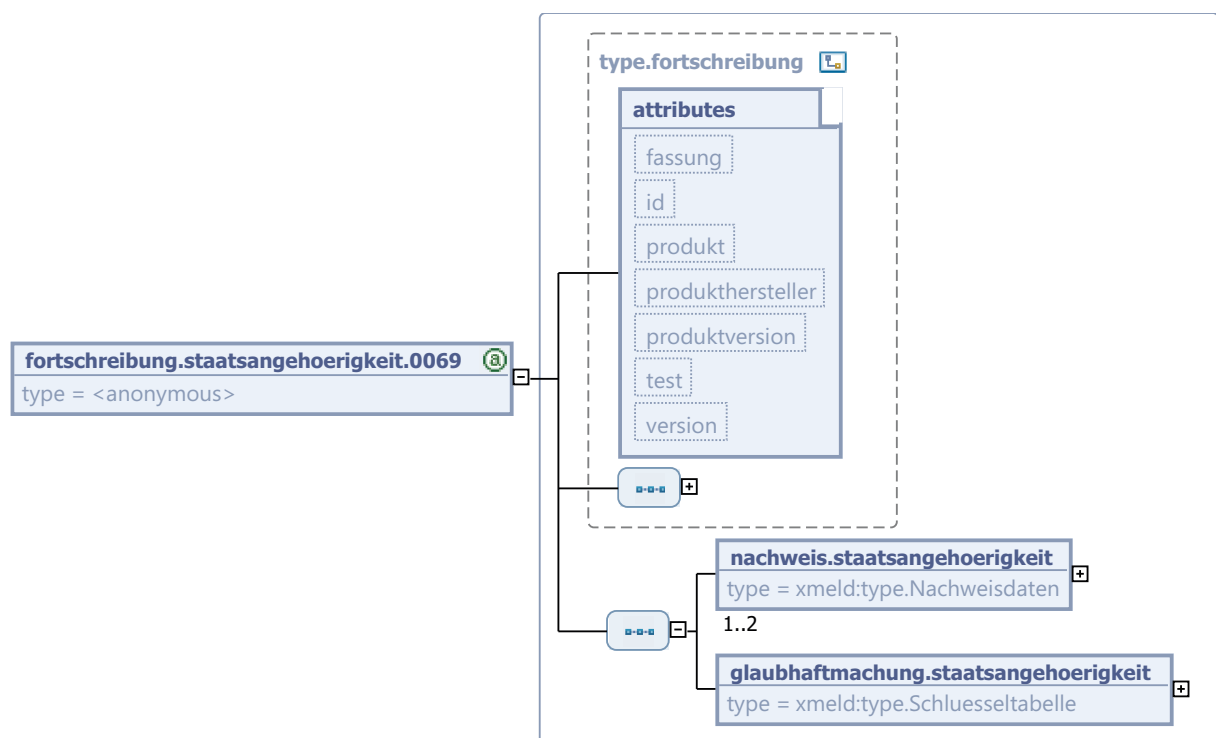 type.fortschreibung
attributes
fassung
id
produkt
produkthersteller
produktversion
test
version
fortschreibung.staatsangehoerigkeit.0069
type = <anonymous>
nachweis.staatsangehoerigkeit
type = xmeld:type.Nachweisdaten
1..2
glaubhaftmachung.staatsangehoerigkeit
type = xmeld:type.Schluesseltabelle